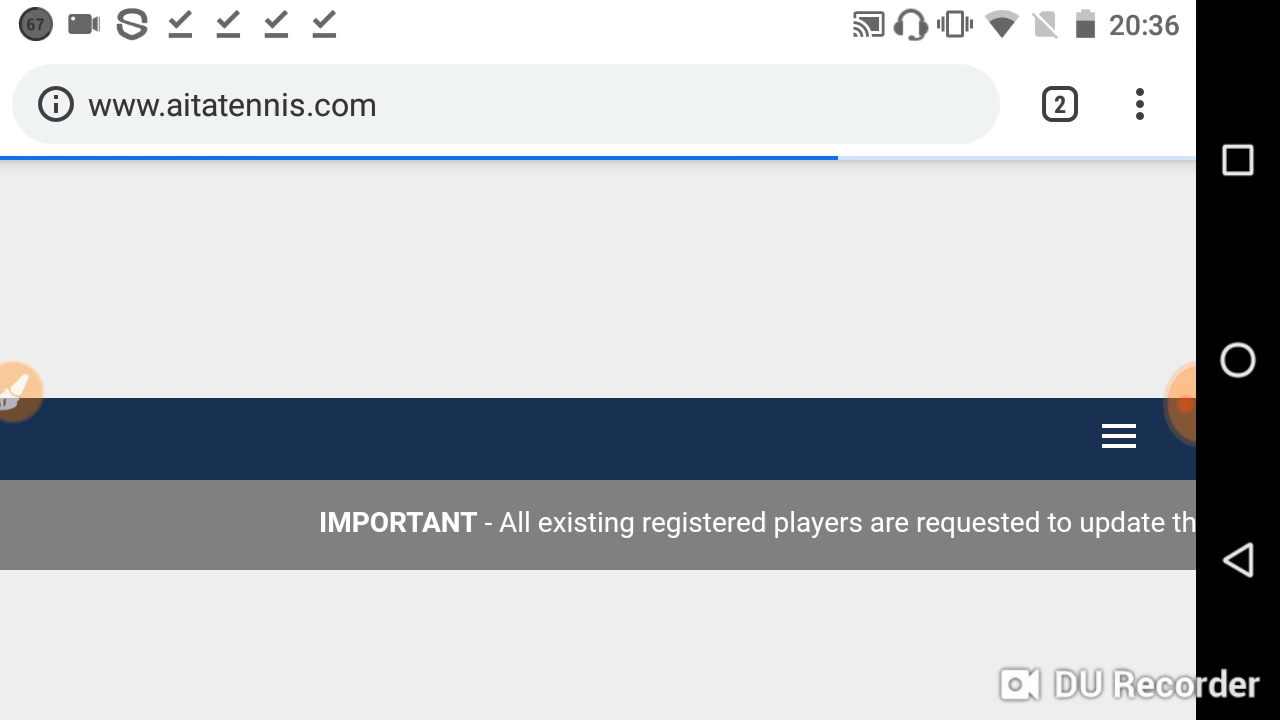 67
20:36
www.aitatennis.com
2
IMPORTANT - All existing registered players are requested to update th
DU Recorder